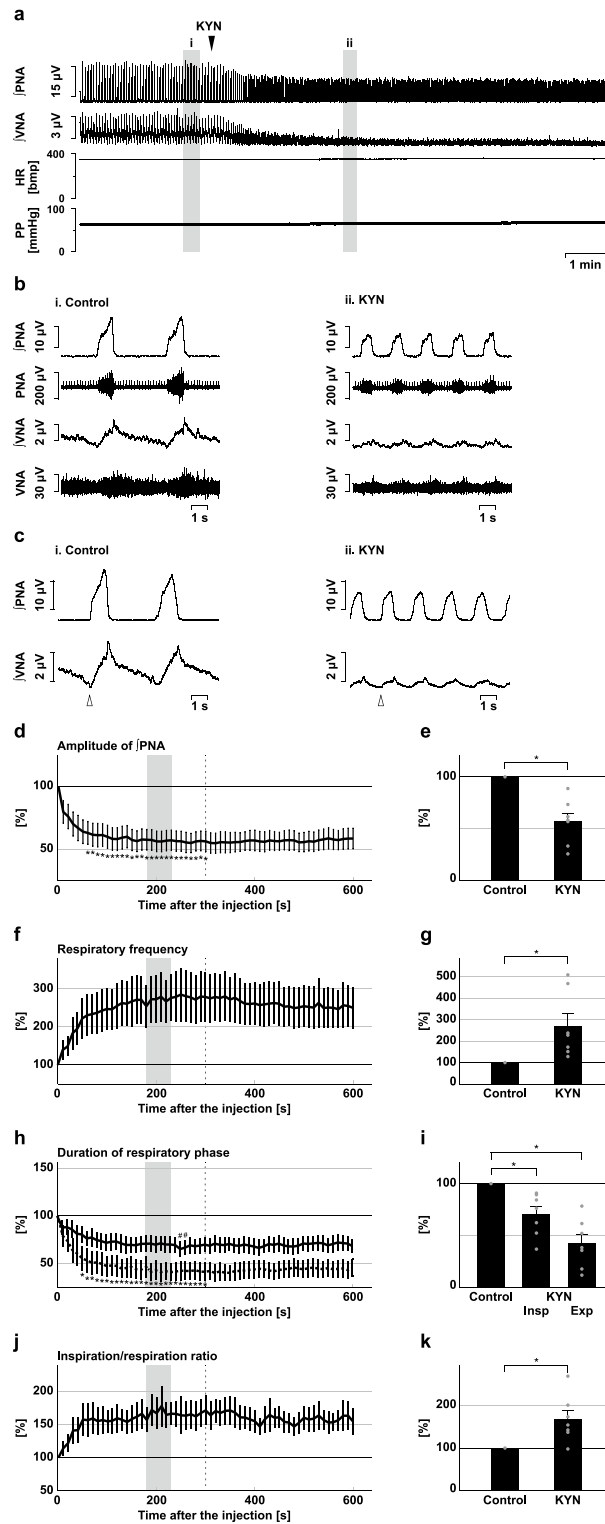 a
KYN
i
ii
∫PNA
15 µV
∫VNA
3 µV
HR
[bmp]
400
0
PP
[mmHg]
100
0
1 min
b
i. Control
ii. KYN
∫PNA
10 µV
∫PNA
10 µV
PNA
200 µV
PNA
200 µV
∫VNA
2 µV
∫VNA
2 µV
VNA
30 µV
VNA
30 µV
1 s
1 s
c
i. Control
ii. KYN
∫PNA
10 µV
∫PNA
10 µV
∫VNA
2 µV
∫VNA
2 µV
1 s
1 s
d
Amplitude of ∫PNA
[%]
100
50
0
200
400
600
Time after the injection [s]
e
*
[%]
100
0
Control
KYN
f
Respiratory frequency
[%]
300
200
100
0
200
400
600
Time after the injection [s]
g
*
[%]
500
400
300
200
100
0
Control
KYN
h
Duration of respiratory phase
[%]
150
100
50
##
0
200
400
600
Time after the injection [s]
i
*
*
[%]
100
0
Control
KYN
Insp
Exp
j
Inspiration/respiration ratio
[%]
200
150
100
0
200
400
600
Time after the injection [s]
k
*
[%]
200
100
0
Control
KYN